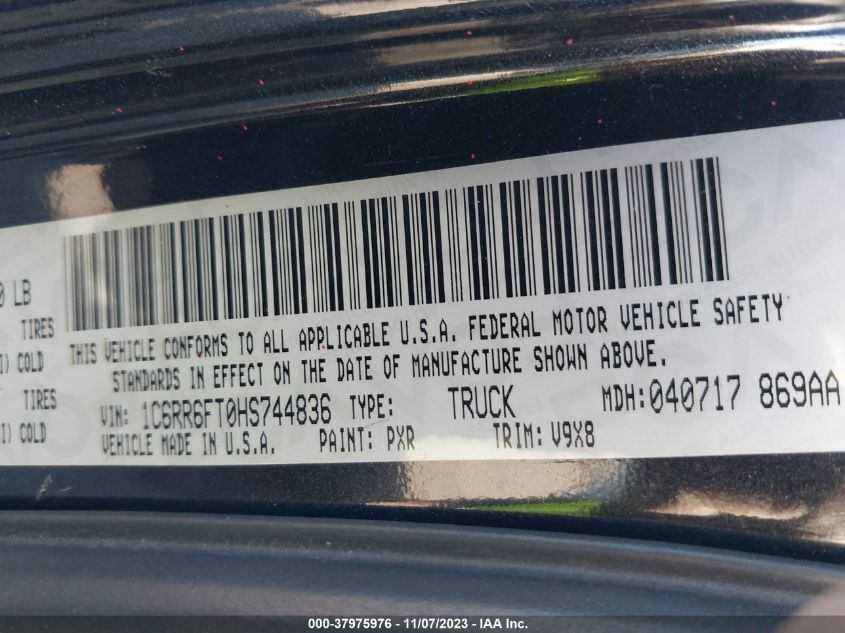 0 LB
TIRES
I) COLD
TIRES
I) COLD
THIS VEHICLE CONFORMS TO ALL APPLICABLE U.S.A. FEDERAL MOTOR VEHICLE SAFETY
STANDARDS IN EFFECT ON THE DATE OF MANUFACTURE SHOWN ABOVE.
VIN: 1C6RR6FT0HS744836 TYPE: TRUCK MDH:040717 869AA
VEHICLE MADE IN U.S.A. PAINT: PXR TRIM: V9X8
000-37975976 - 11/07/2023 - IAA Inc.